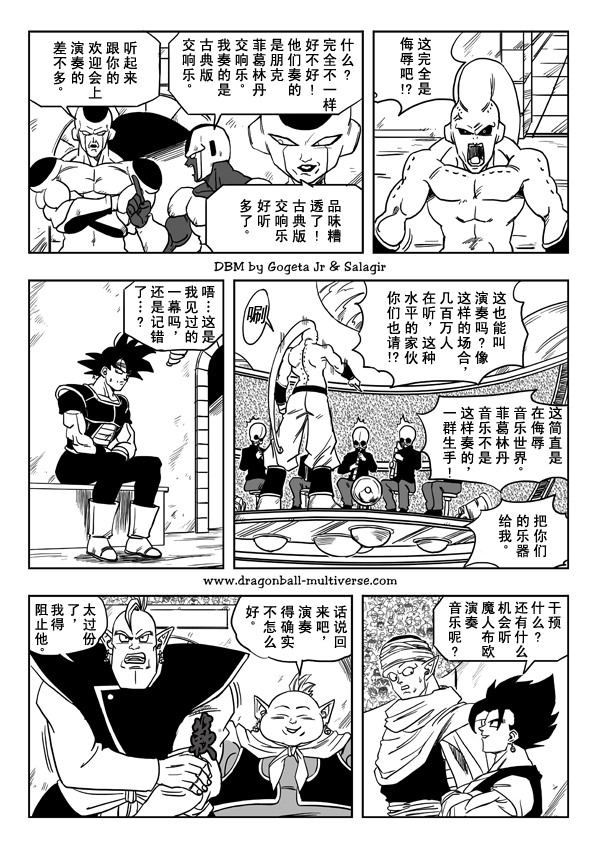 听起来
跟你的
欢迎会上
演奏的
差不多。
什么？
完全不一样
好不好！
他们奏的
是朋克
菲葛林丹
交响乐。
我奏的是
古典版
交响乐。
品味糟
透了！
古典版
交响乐
好听
多了。
这完全是
侮辱吧!?
DBM by Gogeta Jr & Salagir
唔…这是
我见过的
一幕吗，
还是记错
了…?
唰
这也能叫
演奏吗？像
这样的场合，
几百万人
在听，这种
水平的家伙
你们也请!?
这简直是
在侮辱
音乐世界。
菲葛林丹
音乐不是
这样奏的，
一群生手！
把你们
的乐器
给我。
www.dragonball-multiverse.com
太过份
了，
我得
阻止他。
话说回
来吧，
演奏
得确实
不怎么
好。
干预
什么？
还有什么
机会听
魔人布欧
演奏
音乐呢？